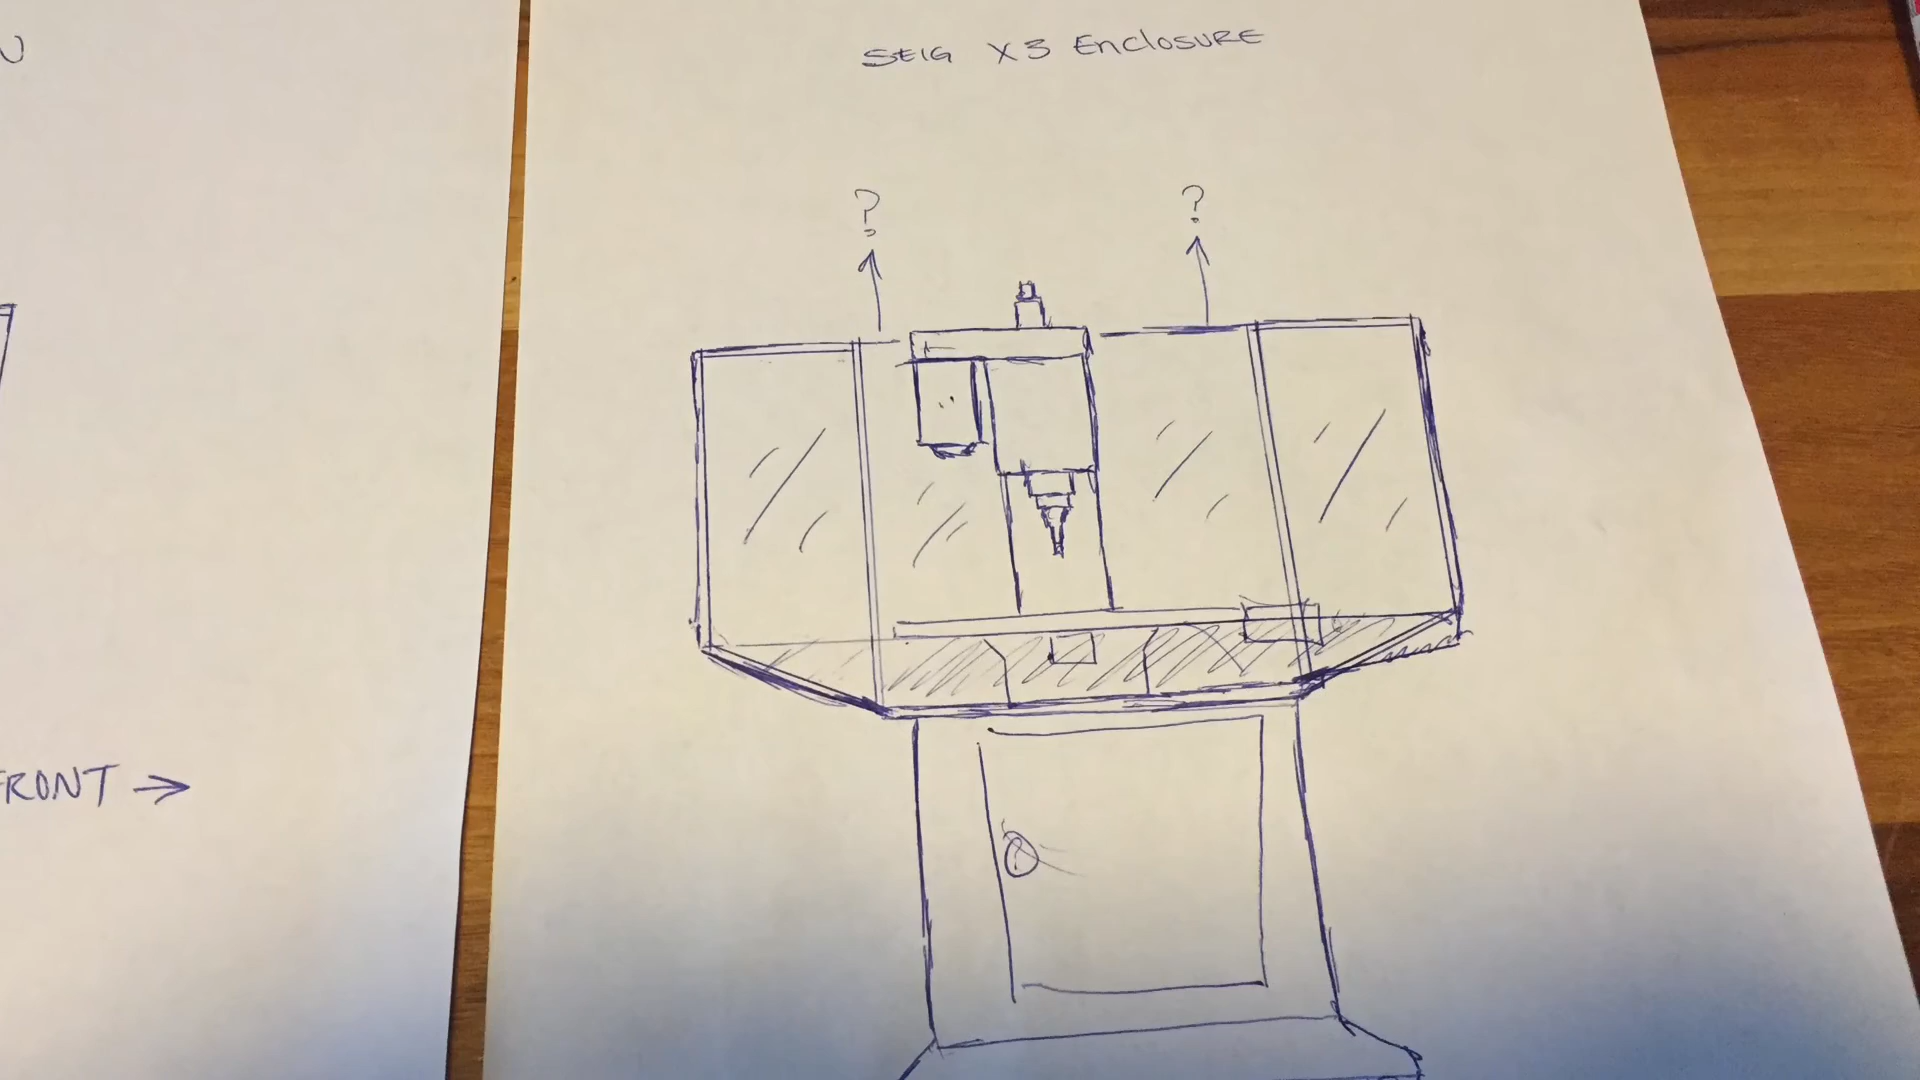 SEIG X3 EnclosURE
? ?
FRONT →